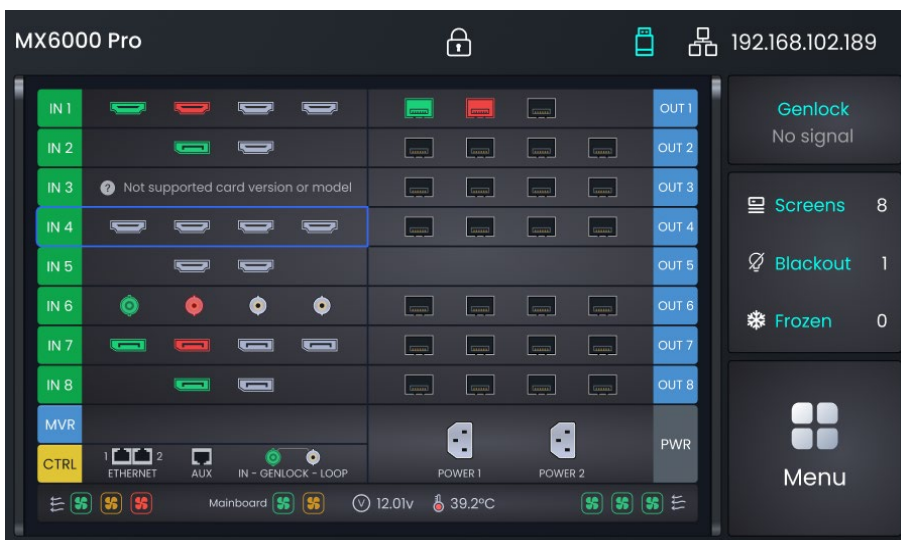 MX6000 Pro
192.168.102.189
IN 1
OUT 1
IN 2
OUT 2
IN 3
? Not supported card version or model
OUT 3
IN 4
OUT 4
IN 5
OUT 5
IN 6
OUT 6
IN 7
OUT 7
IN 8
OUT 8
MVR
CTRL
1 2
ETHERNET
AUX
IN - GENLOCK - LOOP
POWER 1
POWER 2
PWR
Mainboard
V 12.01v
39.2°C
Genlock
No signal
Screens 8
Blackout 1
Frozen 0
Menu